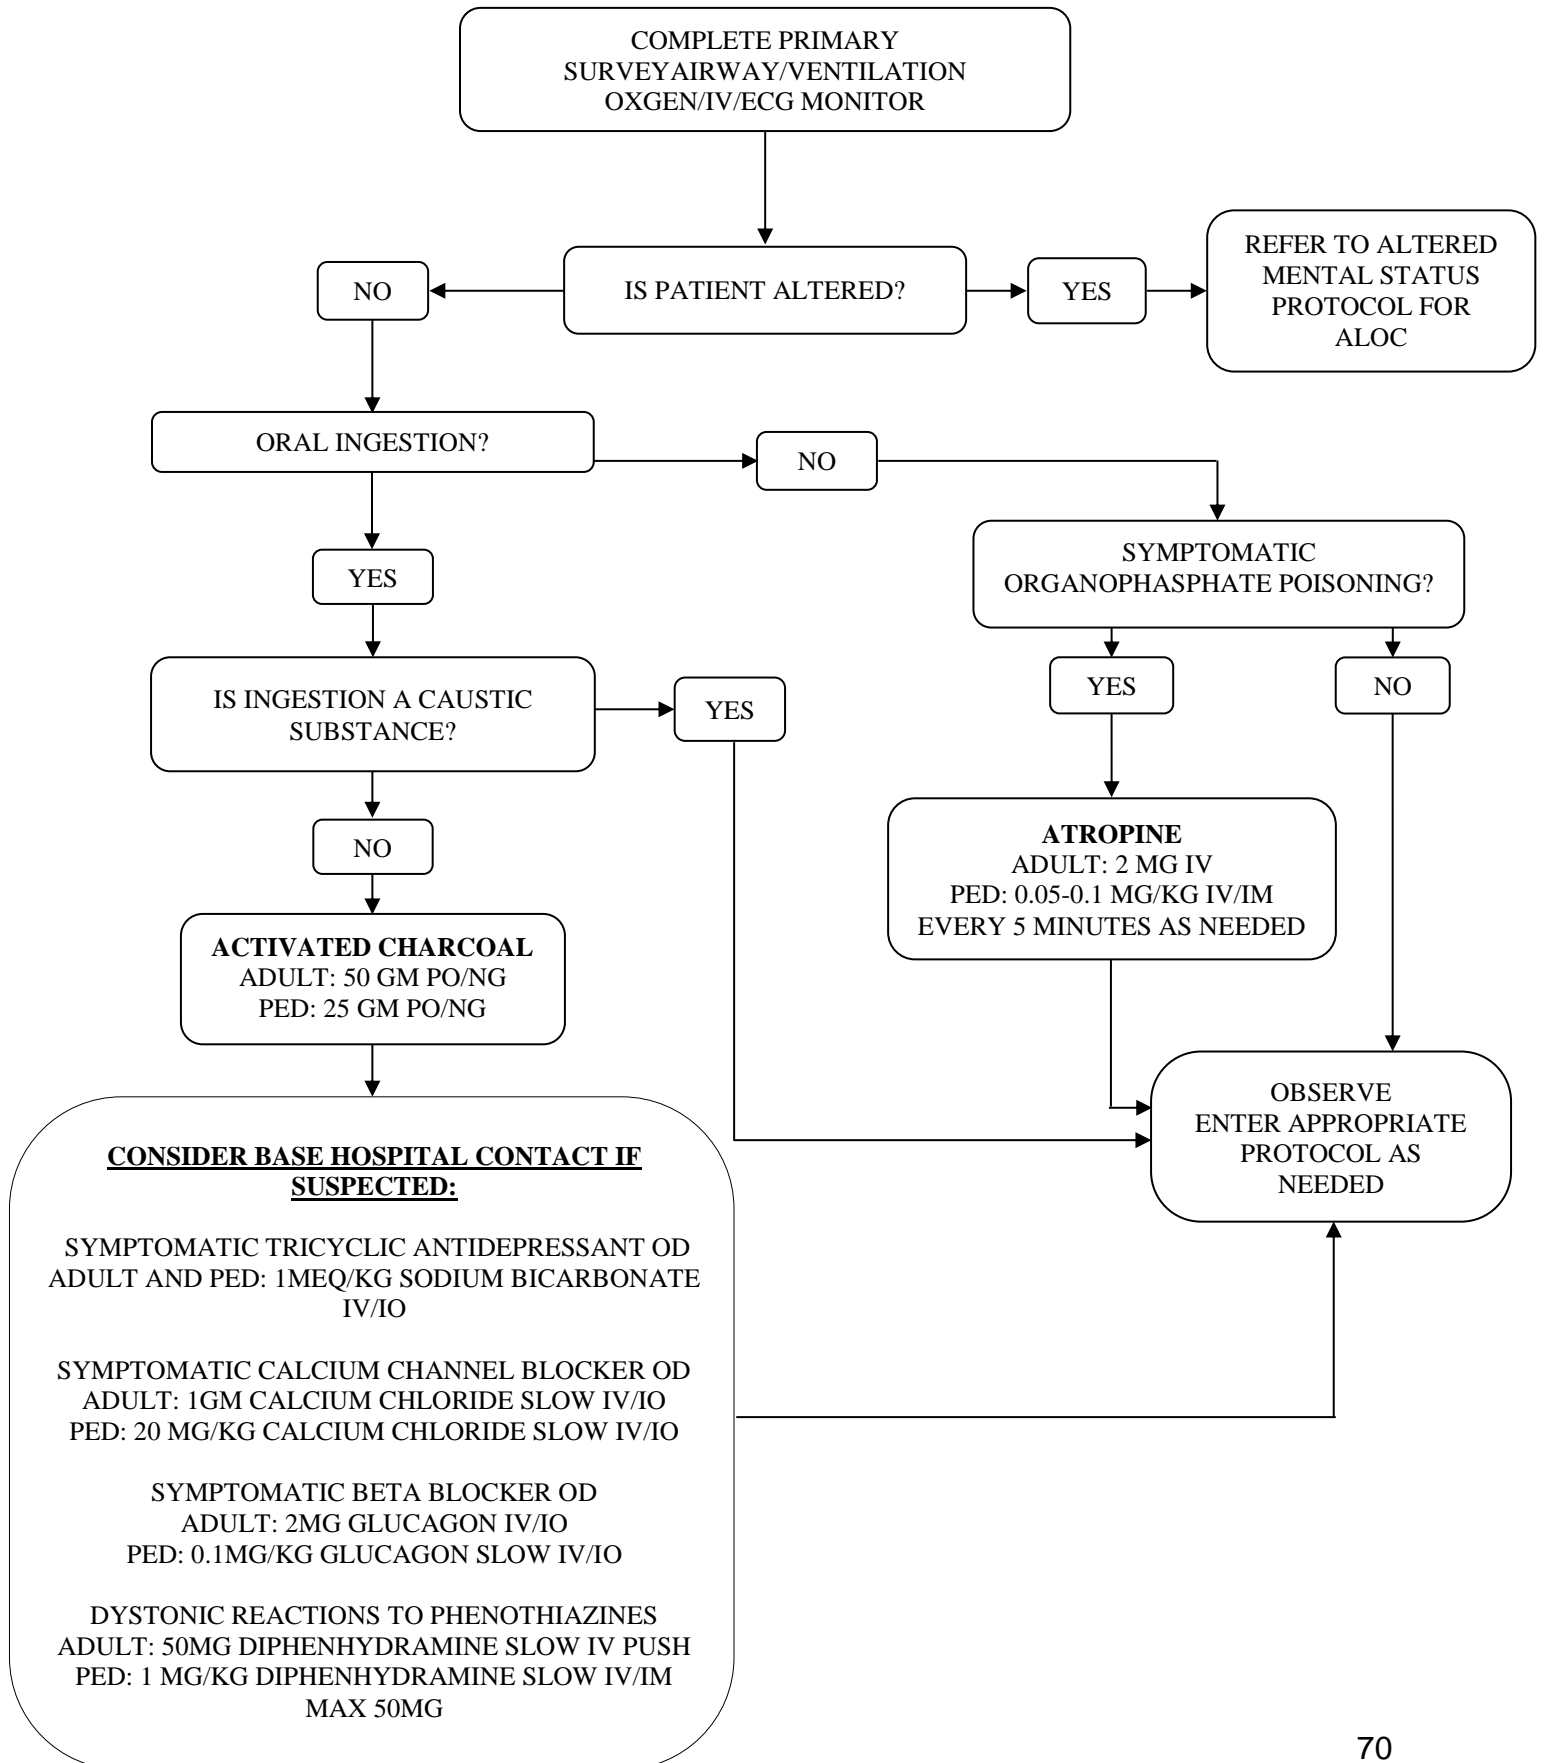 COMPLETE PRIMARY
SURVEYAIRWAY/VENTILATION
OXGEN/IV/ECG MONITOR
NO
IS PATIENT ALTERED?
YES
REFER TO ALTERED
MENTAL STATUS
PROTOCOL FOR
ALOC
ORAL INGESTION?
NO
YES
SYMPTOMATIC
ORGANOPHASPHATE POISONING?
IS INGESTION A CAUSTIC
SUBSTANCE?
YES
YES
NO
NO
ATROPINE
ADULT: 2 MG IV
PED: 0.05-0.1 MG/KG IV/IM
EVERY 5 MINUTES AS NEEDED
ACTIVATED CHARCOAL
ADULT: 50 GM PO/NG
PED: 25 GM PO/NG
OBSERVE
ENTER APPROPRIATE
PROTOCOL AS
NEEDED
CONSIDER BASE HOSPITAL CONTACT IF
SUSPECTED:
SYMPTOMATIC TRICYCLIC ANTIDEPRESSANT OD
ADULT AND PED: 1MEQ/KG SODIUM BICARBONATE
IV/IO
SYMPTOMATIC CALCIUM CHANNEL BLOCKER OD
ADULT: 1GM CALCIUM CHLORIDE SLOW IV/IO
PED: 20 MG/KG CALCIUM CHLORIDE SLOW IV/IO
SYMPTOMATIC BETA BLOCKER OD
ADULT: 2MG GLUCAGON IV/IO
PED: 0.1MG/KG GLUCAGON SLOW IV/IO
DYSTONIC REACTIONS TO PHENOTHIAZINES
ADULT: 50MG DIPHENHYDRAMINE SLOW IV PUSH
PED: 1 MG/KG DIPHENHYDRAMINE SLOW IV/IM
MAX 50MG
70